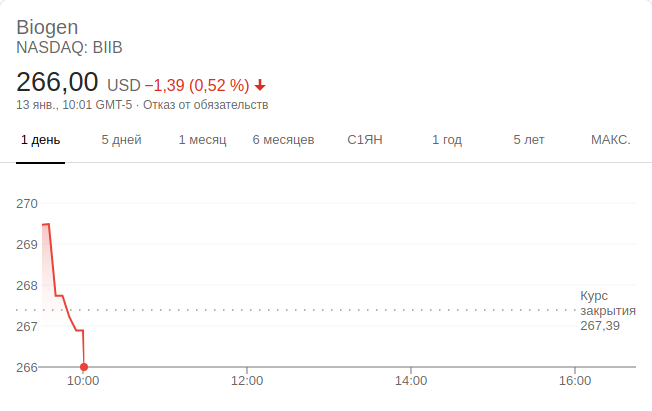 Biogen
NASDAQ: BIIB
266,00 USD −1,39 (0,52 %)
13 янв., 10:01 GMT-5 · Отказ от обязательств
1 день 5 дней 1 месяц 6 месяцев С1ЯН 1 год 5 лет МАКС.
270
269
268
267
266
Курс
закрытия
267,39
10:00 12:00 14:00 16:00